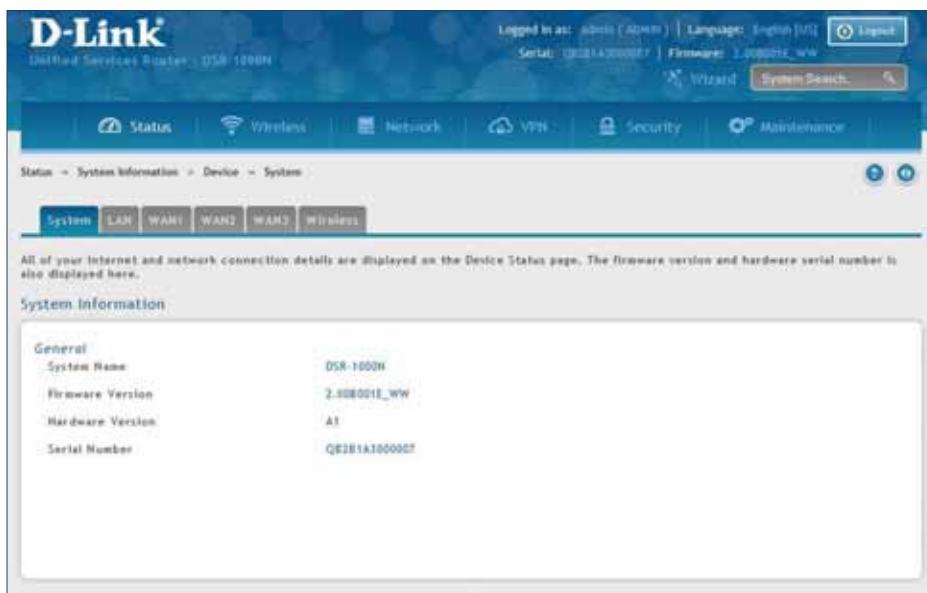 D-Link
Unified Services Router - DSR-1000N
Logged in as: admin ( ADMIN ) | Language: English [US]
Logout
Serial: QB2B1A3000007 | Firmware: 2.00B001E_WW
Wizard
System Search.
Status
Wireless
Network
VPN
Security
Maintenance
Status » System Information » Device » System
System
LAN
WAN1
WAN2
WAN3
Wireless
All of your Internet and network connection details are displayed on the Device Status page. The firmware version and hardware serial number is
also displayed here.
System Information
General
System Name DSR-1000N
Firmware Version 2.00B001E_WW
Hardware Version A1
Serial Number QB2B1A3000007